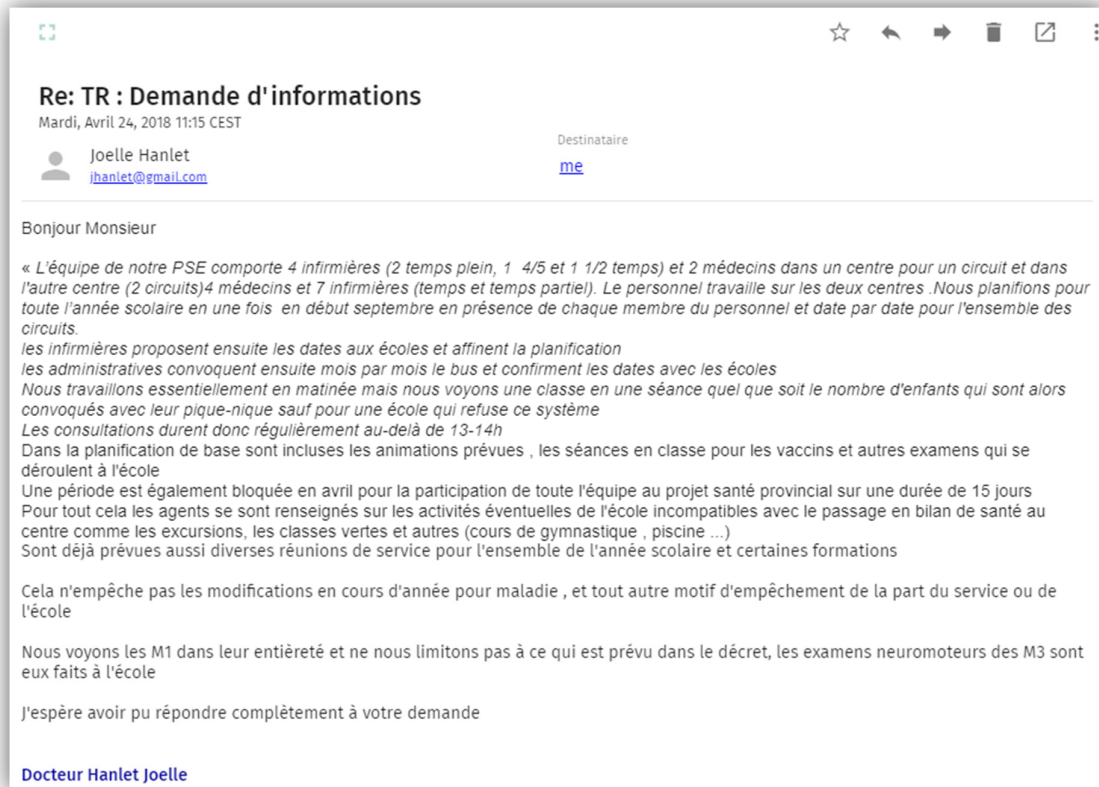 Re: TR : Demande d'informations
Mardi, Avril 24, 2018 11:15 CEST
Joelle Hanlet
jhanlet@gmail.com
Destinataire
me
Bonjour Monsieur
« L'équipe de notre PSE comporte 4 infirmières (2 temps plein, 1 4/5 et 1 1/2 temps) et 2 médecins dans un centre pour un circuit et dans
l'autre centre (2 circuits)4 médecins et 7 infirmières (temps et temps partiel). Le personnel travaille sur les deux centres .Nous planifions pour
toute l'année scolaire en une fois en début septembre en présence de chaque membre du personnel et date par date pour l'ensemble des
circuits.
les infirmières proposent ensuite les dates aux écoles et affinent la planification
les administratives convoquent ensuite mois par mois le bus et confirment les dates avec les écoles
Nous travaillons essentiellement en matinée mais nous voyons une classe en une séance quel que soit le nombre d'enfants qui sont alors
convoqués avec leur pique-nique sauf pour une école qui refuse ce système
Les consultations durent donc régulièrement au-delà de 13-14h
Dans la planification de base sont incluses les animations prévues , les séances en classe pour les vaccins et autres examens qui se
déroulent à l'école
Une période est également bloquée en avril pour la participation de toute l'équipe au projet santé provincial sur une durée de 15 jours
Pour tout cela les agents se sont renseignés sur les activités éventuelles de l'école incompatibles avec le passage en bilan de santé au
centre comme les excursions, les classes vertes et autres (cours de gymnastique , piscine ...)
Sont déjà prévues aussi diverses réunions de service pour l'ensemble de l'année scolaire et certaines formations
Cela n'empêche pas les modifications en cours d'année pour maladie , et tout autre motif d'empêchement de la part du service ou de
l'école
Nous voyons les M1 dans leur entièreté et ne nous limitons pas à ce qui est prévu dans le décret, les examens neuromoteurs des M3 sont
eux faits à l'école
J'espère avoir pu répondre complètement à votre demande
Docteur Hanlet Joelle